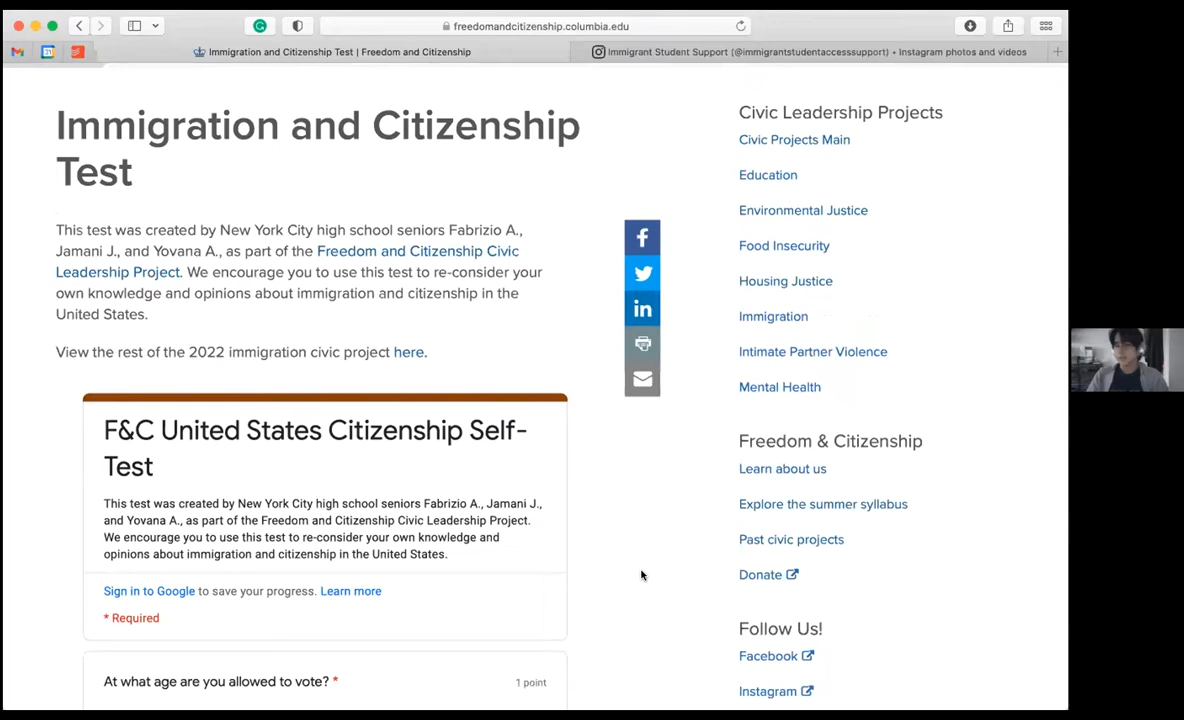 freedomandcitizenship.columbia.edu
Immigration and Citizenship Test | Freedom and Citizenship
Immigrant Student Support (@immigrantstudentaccesssupport) • Instagram photos and videos
Immigration and Citizenship
Test
This test was created by New York City high school seniors Fabrizio A.,
Jamani J., and Yovana A., as part of the Freedom and Citizenship Civic
Leadership Project. We encourage you to use this test to re-consider your
own knowledge and opinions about immigration and citizenship in the
United States.
View the rest of the 2022 immigration civic project here.
F&C United States Citizenship Self-
Test
This test was created by New York City high school seniors Fabrizio A., Jamani J.,
and Yovana A., as part of the Freedom and Citizenship Civic Leadership Project.
We encourage you to use this test to re-consider your own knowledge and
opinions about immigration and citizenship in the United States.
Sign in to Google to save your progress. Learn more
* Required
At what age are you allowed to vote? *
1 point
Civic Leadership Projects
Civic Projects Main
Education
Environmental Justice
Food Insecurity
Housing Justice
Immigration
Intimate Partner Violence
Mental Health
Freedom & Citizenship
Learn about us
Explore the summer syllabus
Past civic projects
Donate
Follow Us!
Facebook
Instagram